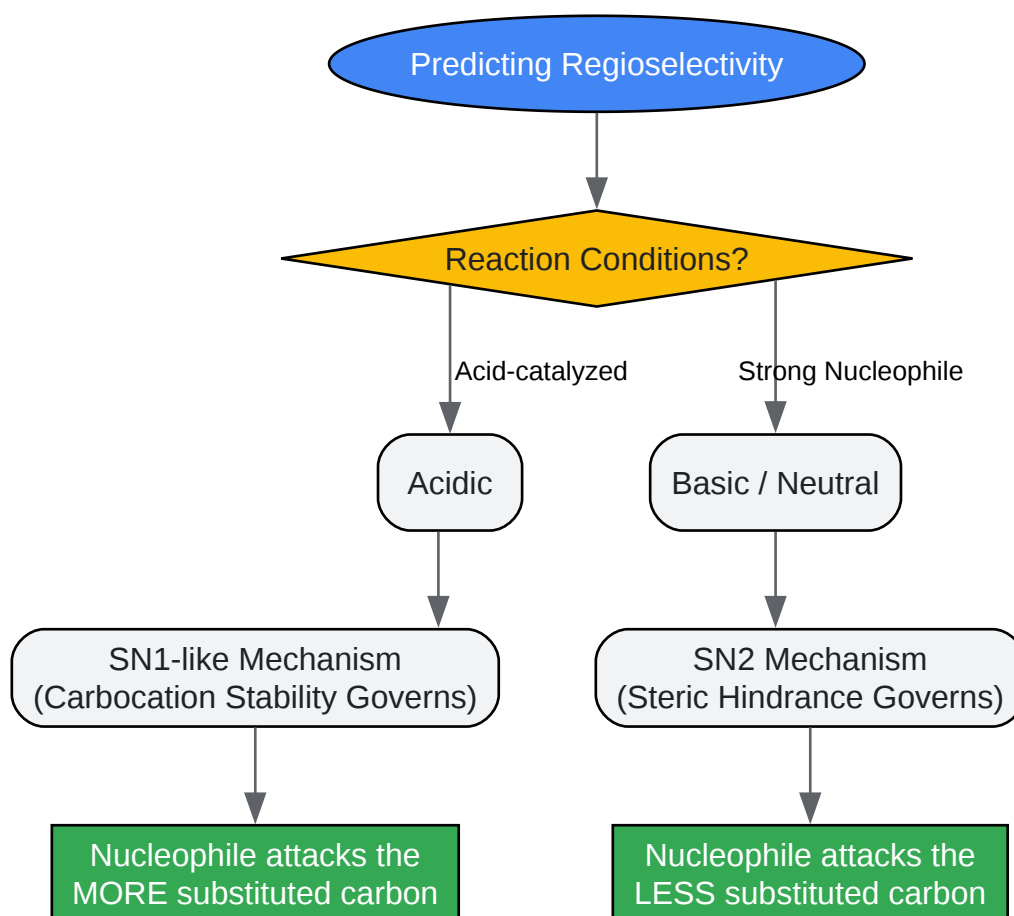 Predicting Regioselectivity
Reaction Conditions?
Acid-catalyzed
Strong Nucleophile
Acidic
Basic / Neutral
SN1-like Mechanism
(Carbocation Stability Governs)
SN2 Mechanism
(Steric Hindrance Governs)
Nucleophile attacks the
MORE substituted carbon
Nucleophile attacks the
LESS substituted carbon